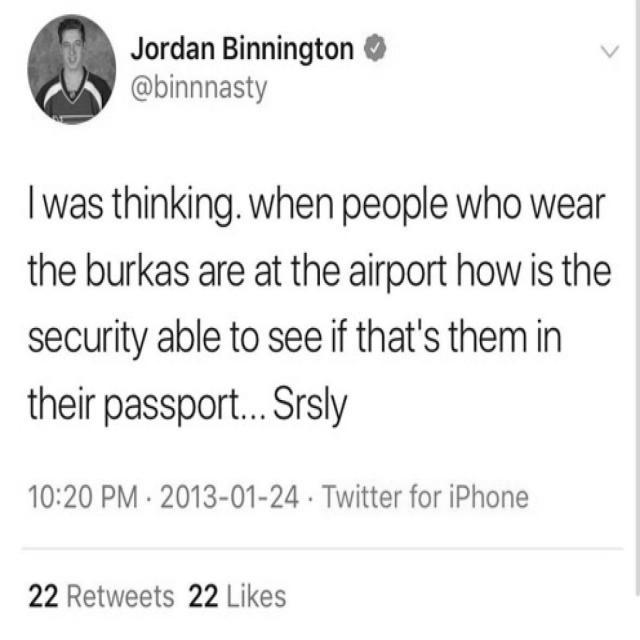 Jordan Binnington
@binnnasty
I was thinking. when people who wear
the burkas are at the airport how is the
security able to see if that's them in
their passport... Srsly
10:20 PM · 2013-01-24 · Twitter for iPhone
22 Retweets 22 Likes